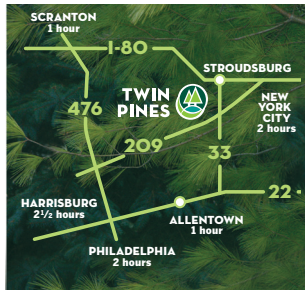 SCRANTON
1 hour
I-80
STROUDSBURG
TWIN
PINES
NEW
YORK
CITY
2 hours
476
209
33
HARRISBURG
2½ hours
22
ALLENTOWN
1 hour
PHILADELPHIA
2 hours